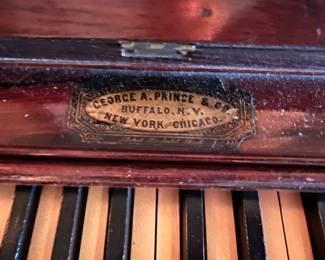 GEORGE A. PRINCE & CO.
BUFFALO, N.Y.
NEW YORK. CHICAGO.